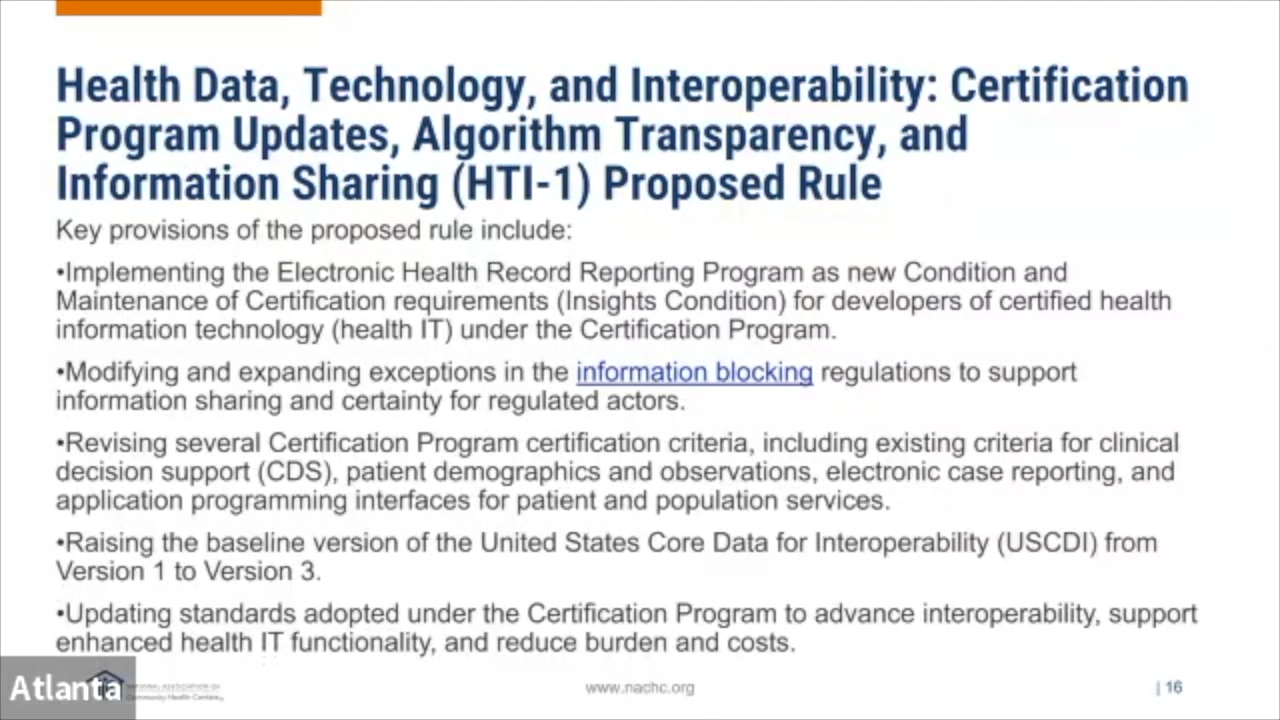 Health Data, Technology, and Interoperability: Certification
Program Updates, Algorithm Transparency, and
Information Sharing (HTI-1) Proposed Rule
Key provisions of the proposed rule include:
•Implementing the Electronic Health Record Reporting Program as new Condition and
Maintenance of Certification requirements (Insights Condition) for developers of certified health
information technology (health IT) under the Certification Program.
•Modifying and expanding exceptions in the information blocking regulations to support
information sharing and certainty for regulated actors.
•Revising several Certification Program certification criteria, including existing criteria for clinical
decision support (CDS), patient demographics and observations, electronic case reporting, and
application programming interfaces for patient and population services.
•Raising the baseline version of the United States Core Data for Interoperability (USCDI) from
Version 1 to Version 3.
•Updating standards adopted under the Certification Program to advance interoperability, support
enhanced health IT functionality, and reduce burden and costs.
Atlanta
NATIONAL ASSOCIATION OF
Community Health Centers
www.nachc.org
| 16